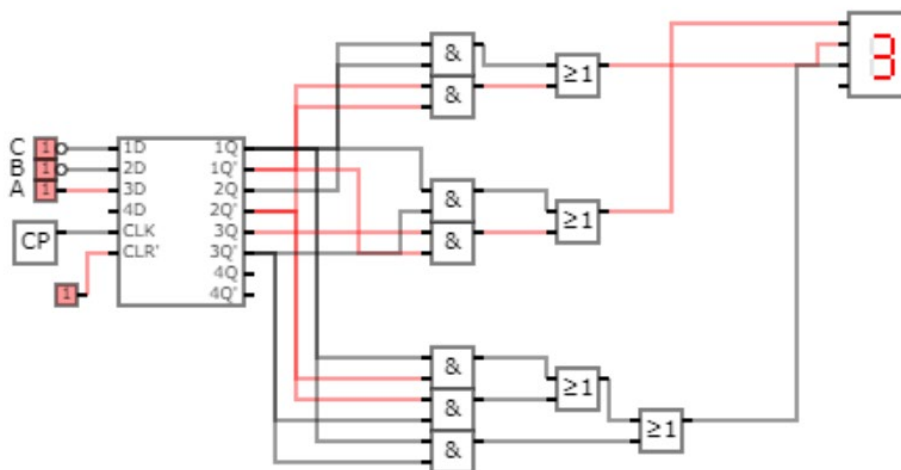 &
≥1
&
3
C 1 1D 1Q
B 1 2D 1Q'
A 1 3D 2Q
4D 2Q'
CP CLK 3Q
CLR' 3Q'
4Q
1 4Q'
&
≥1
&
&
≥1
&
≥1
&